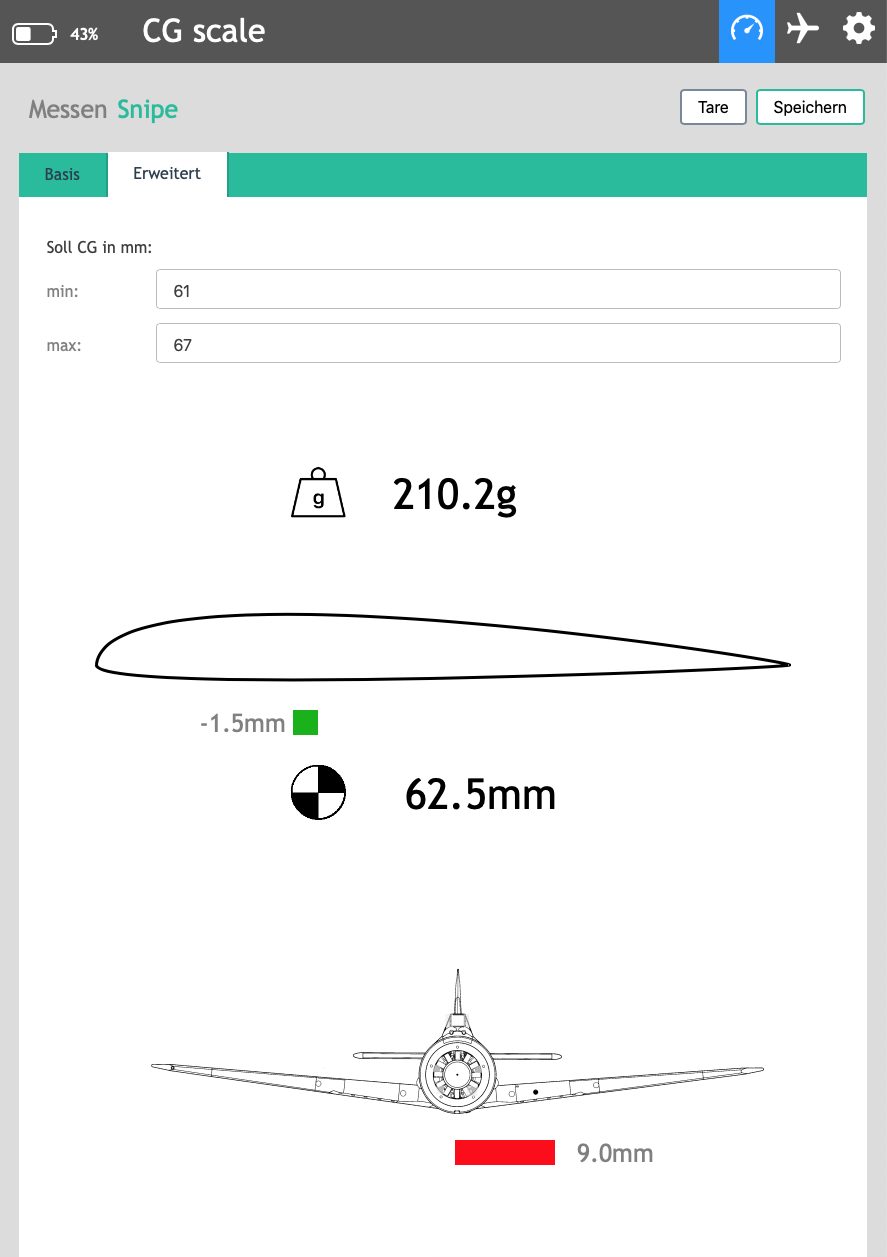 43% CG scale
Messen Snipe Tare Speichern
Basis Erweitert
Soll CG in mm:
min: 61
max: 67
g 210.2g
-1.5mm
62.5mm
9.0mm